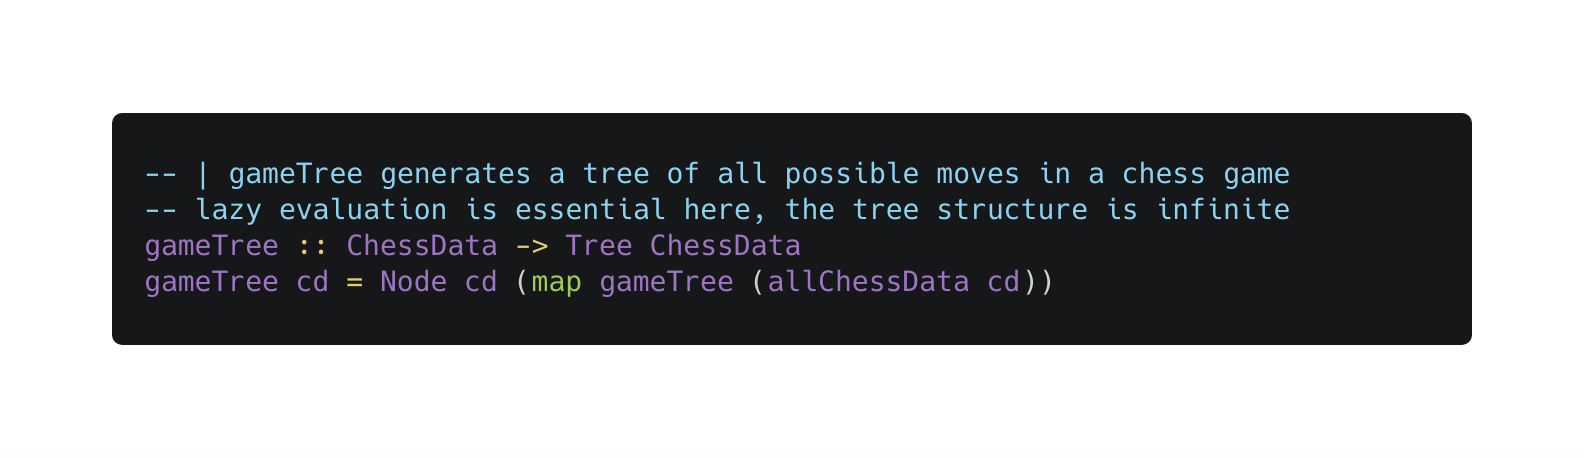 -- | gameTree generates a tree of all possible moves in a chess game
-- lazy evaluation is essential here, the tree structure is infinite
gameTree :: ChessData -> Tree ChessData
gameTree cd = Node cd (map gameTree (allChessData cd))